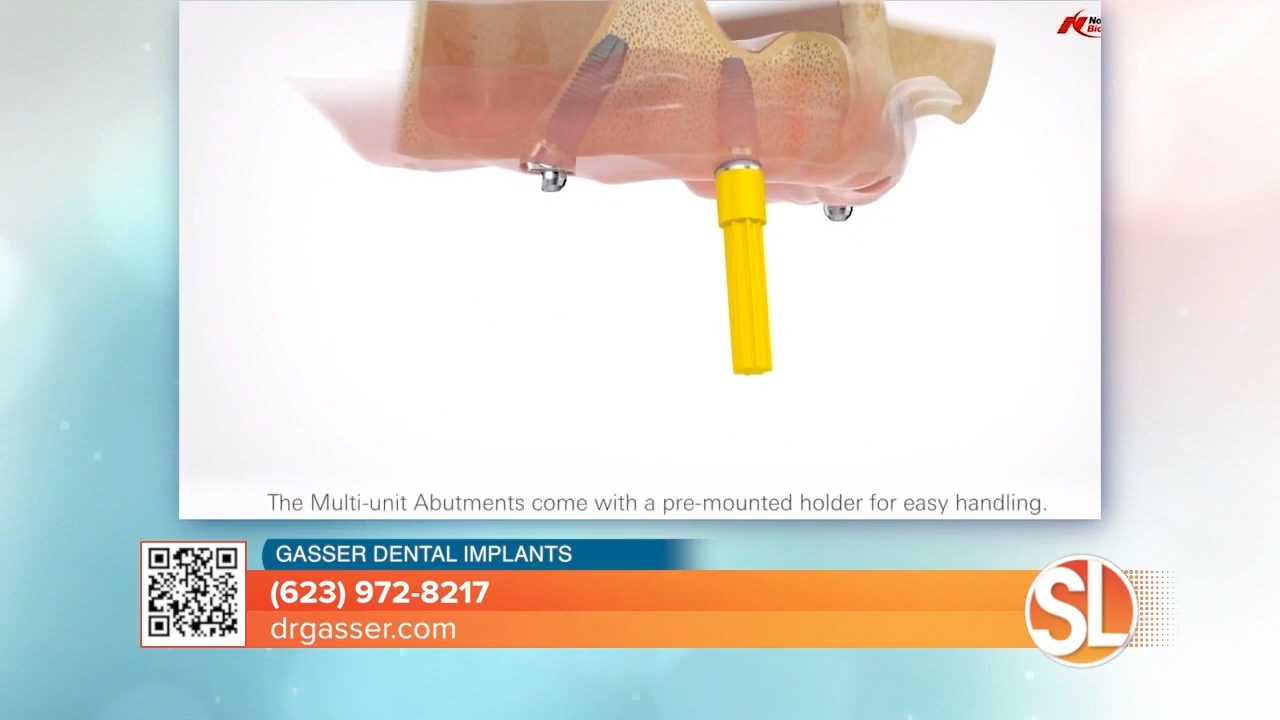 The Multi-unit Abutments come with a pre-mounted holder for easy handling.
GASSER DENTAL IMPLANTS
(623) 972-8217
drgasser.com
SL